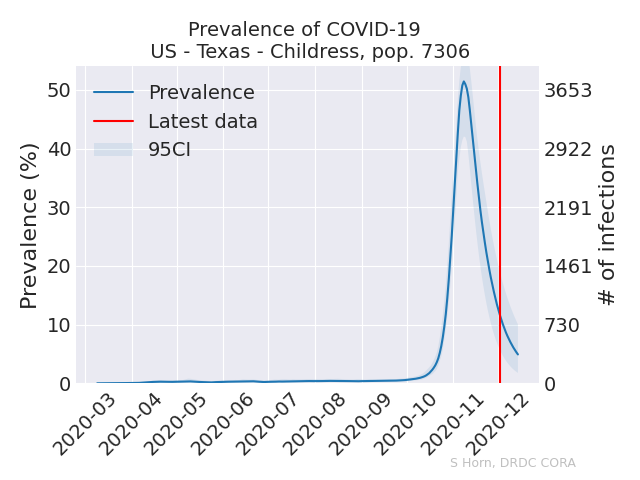 Prevalence of COVID-19
US - Texas - Childress, pop. 7306
Prevalence
Latest data
95CI
Prevalence (%)
50
40
30
20
10
0
3653
2922
2191
1461
730
0
# of infections
2020-03
2020-04
2020-05
2020-06
2020-07
2020-08
2020-09
2020-10
2020-11
2020-12
S Horn, DRDC CORA